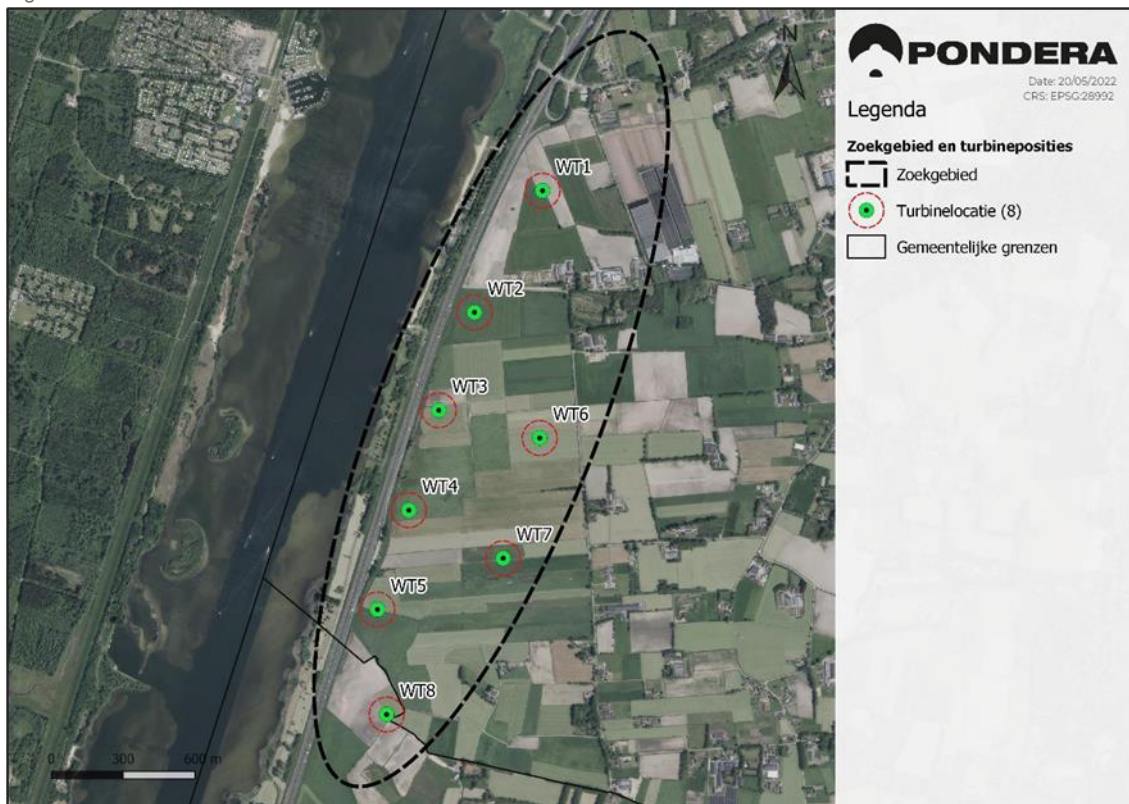 N
PONDERA
Date: 20/05/2022
CRS: EPSG:28992
Legenda
Zoekgebied en turbineposities
Zoekgebied
Turbinelocatie (8)
Gemeentelijke grenzen
WT1
WT2
WT3
WT6
WT4
WT7
WT5
WT8
0 300 600 m